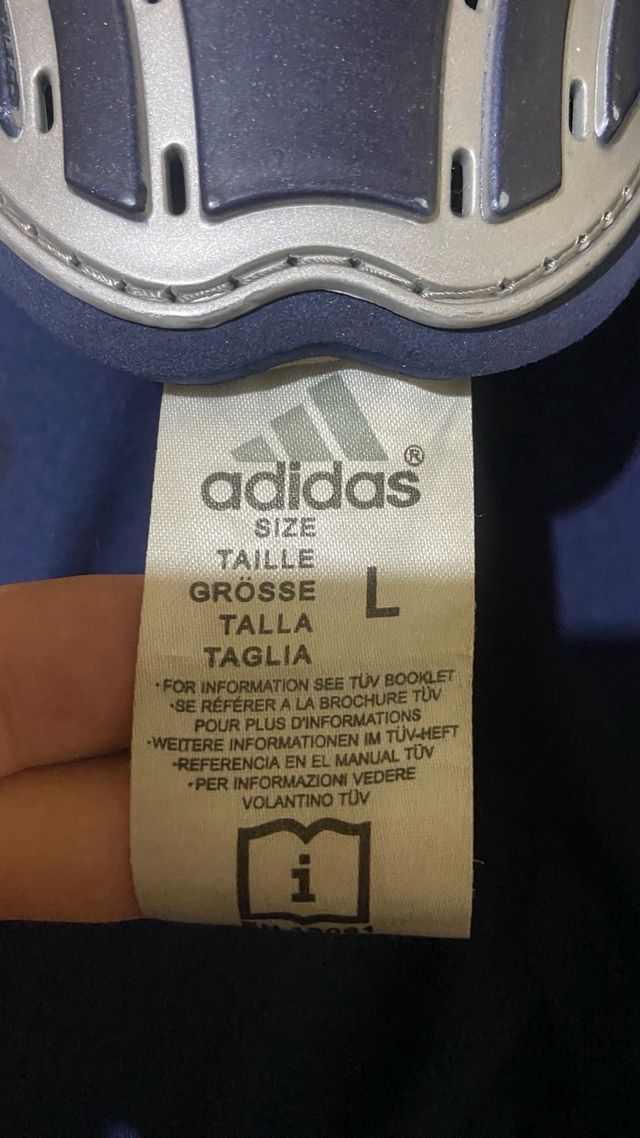 adidas®
SIZE
TAILLE
GRÖSSE
TALLA
TAGLIA
L
•FOR INFORMATION SEE TÜV BOOKLET
•SE RÉFÉRER A LA BROCHURE TÜV
POUR PLUS D'INFORMATIONS
•WEITERE INFORMATIONEN IM TÜV-HEFT
•REFERENCIA EN EL MANUAL TÜV
•PER INFORMAZIONI VEDERE
VOLANTINO TÜV
i